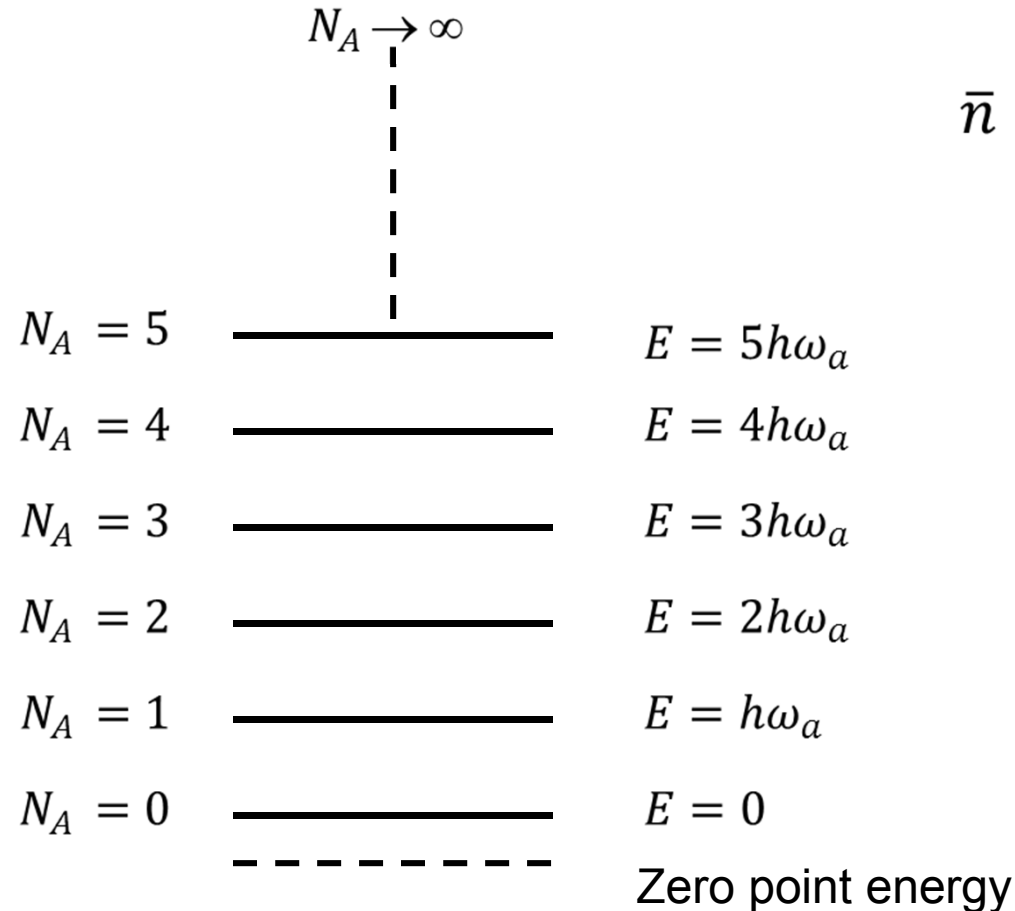 N_A → ∞
n̄
N_A = 5 E = 5hω_a
N_A = 4 E = 4hω_a
N_A = 3 E = 3hω_a
N_A = 2 E = 2hω_a
N_A = 1 E = hω_a
N_A = 0 E = 0
Zero point energy